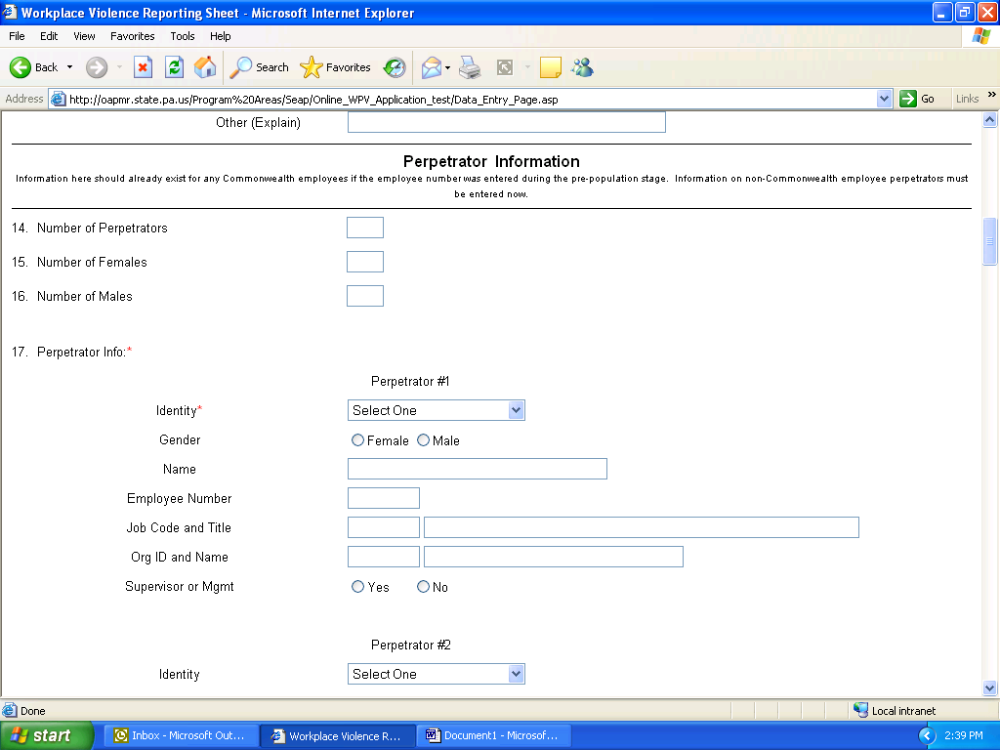 Workplace Violence Reporting Sheet - Microsoft Internet Explorer
File Edit View Favorites Tools Help
Back Search Favorites
Address http://oapmr.state.pa.us/Program%20Areas/Seap/Online_WPV_Application_test/Data_Entry_Page.asp Go Links »
Other (Explain)
Perpetrator Information
Information here should already exist for any Commonwealth employees if the employee number was entered during the pre-population stage. Information on non-Commonwealth employee perpetrators must
be entered now.
14. Number of Perpetrators
15. Number of Females
16. Number of Males
17. Perpetrator Info:*
Perpetrator #1
Identity* Select One
Gender Female Male
Name
Employee Number
Job Code and Title
Org ID and Name
Supervisor or Mgmt Yes No
Perpetrator #2
Identity Select One
Done Local intranet
start Inbox - Microsoft Out... Workplace Violence R... Document1 - Microsof... 2:39 PM